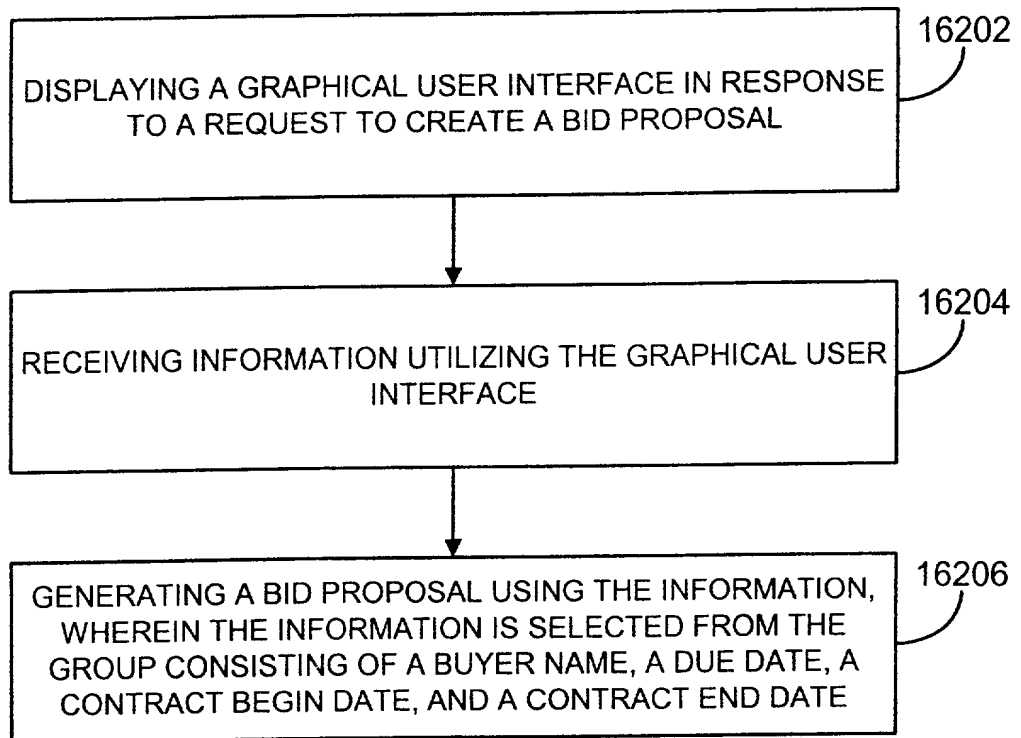 16202
DISPLAYING A GRAPHICAL USER INTERFACE IN RESPONSE
TO A REQUEST TO CREATE A BID PROPOSAL
16204
RECEIVING INFORMATION UTILIZING THE GRAPHICAL USER
INTERFACE
16206
GENERATING A BID PROPOSAL USING THE INFORMATION,
WHEREIN THE INFORMATION IS SELECTED FROM THE
GROUP CONSISTING OF A BUYER NAME, A DUE DATE, A
CONTRACT BEGIN DATE, AND A CONTRACT END DATE